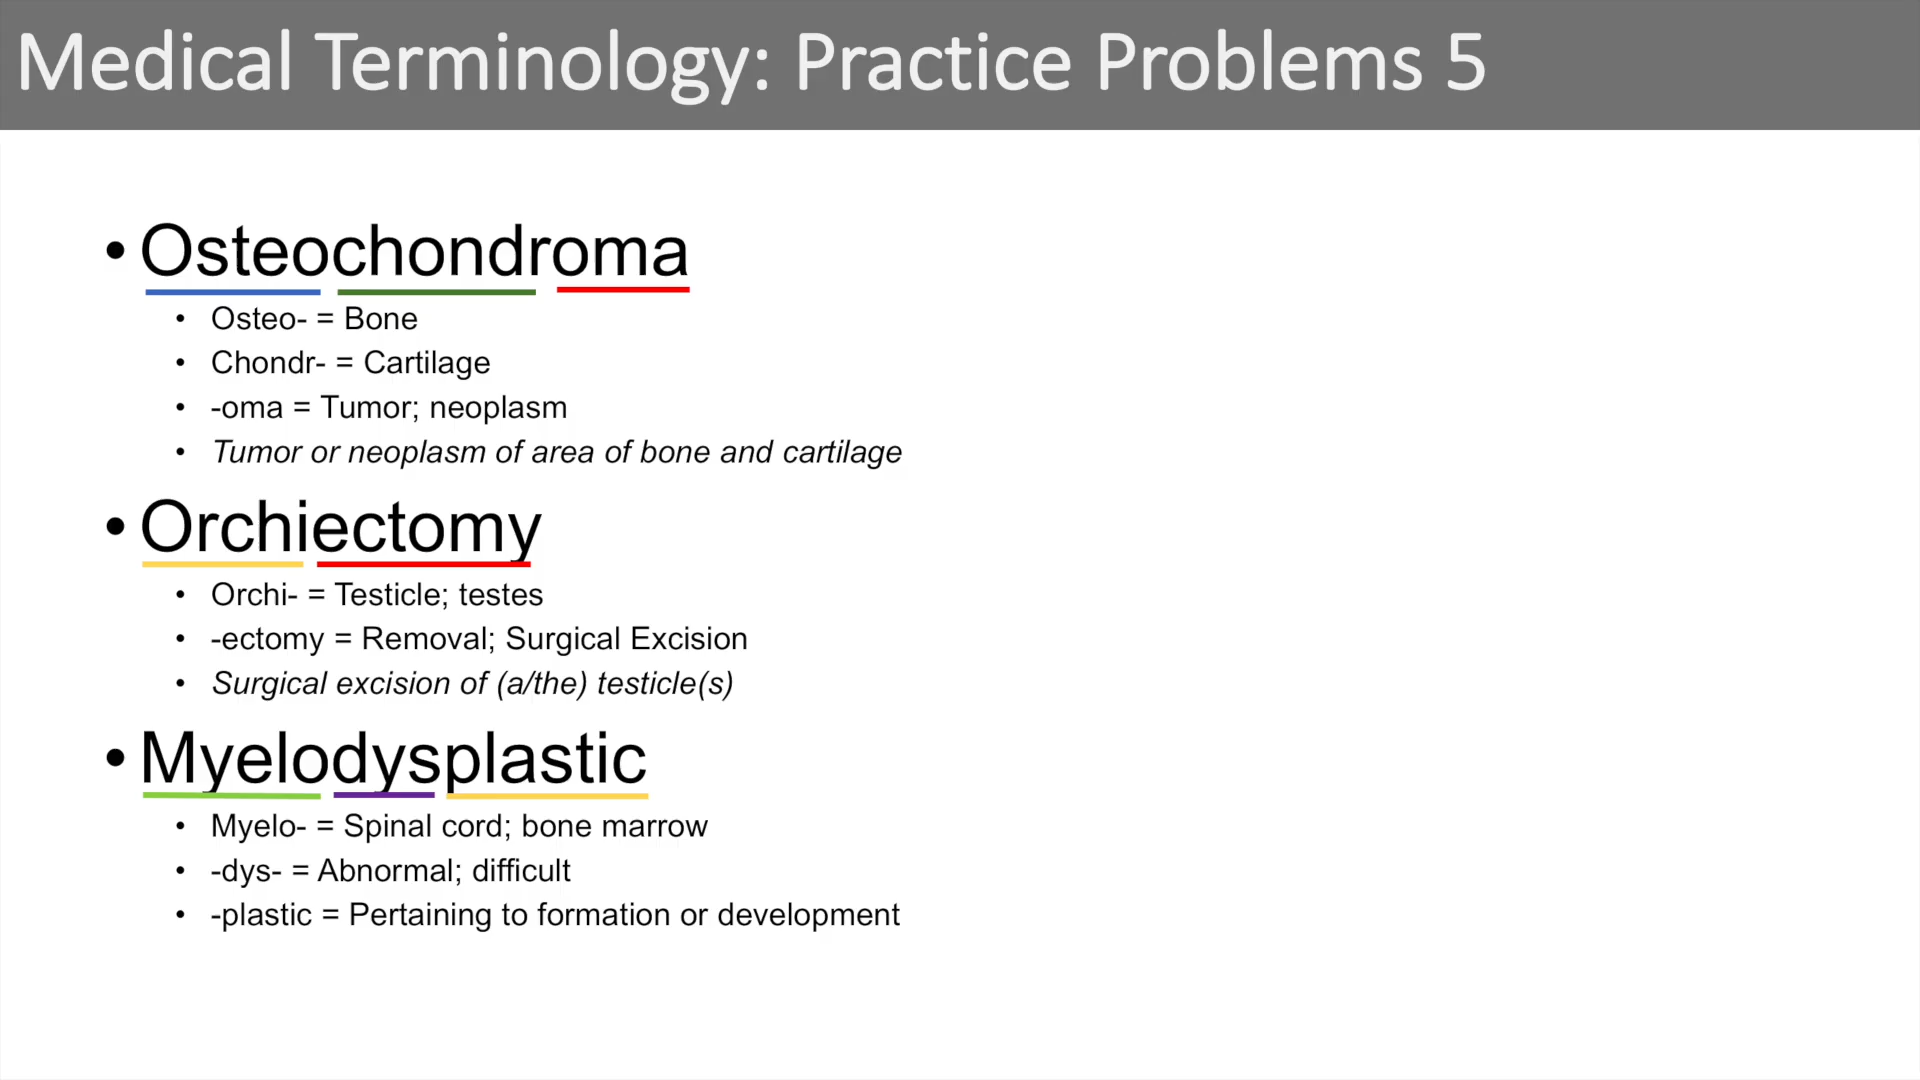 Medical Terminology: Practice Problems 5
• Osteochondroma
• Osteo- = Bone
• Chondr- = Cartilage
• -oma = Tumor; neoplasm
• Tumor or neoplasm of area of bone and cartilage
• Orchiectomy
• Orchi- = Testicle; testes
• -ectomy = Removal; Surgical Excision
• Surgical excision of (a/the) testicle(s)
• Myelodysplastic
• Myelo- = Spinal cord; bone marrow
• -dys- = Abnormal; difficult
• -plastic = Pertaining to formation or development